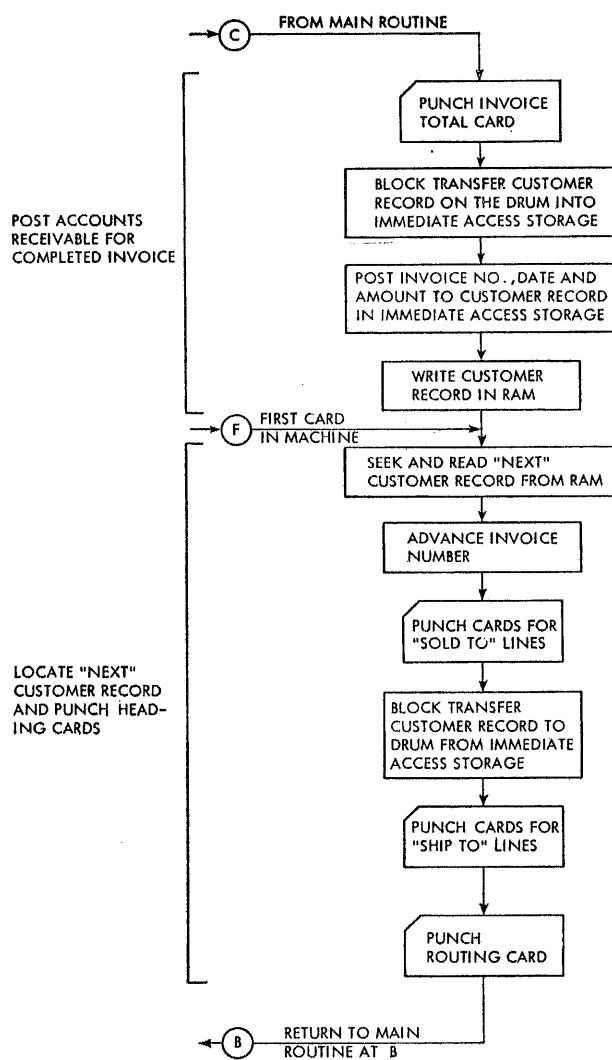 C
FROM MAIN ROUTINE
PUNCH INVOICE
TOTAL CARD
BLOCK TRANSFER CUSTOMER
RECORD ON THE DRUM INTO
IMMEDIATE ACCESS STORAGE
POST ACCOUNTS
RECEIVABLE FOR
COMPLETED INVOICE
POST INVOICE NO., DATE AND
AMOUNT TO CUSTOMER RECORD
IN IMMEDIATE ACCESS STORAGE
WRITE CUSTOMER
RECORD IN RAM
F
FIRST CARD
IN MACHINE
SEEK AND READ "NEXT"
CUSTOMER RECORD FROM RAM
ADVANCE INVOICE
NUMBER
PUNCH CARDS FOR
"SOLD TO" LINES
LOCATE "NEXT"
CUSTOMER RECORD
AND PUNCH HEAD-
ING CARDS
BLOCK TRANSFER
CUSTOMER RECORD TO
DRUM FROM IMMEDIATE
ACCESS STORAGE
PUNCH CARDS FOR
"SHIP TO" LINES
PUNCH
ROUTING CARD
B
RETURN TO MAIN
ROUTINE AT B